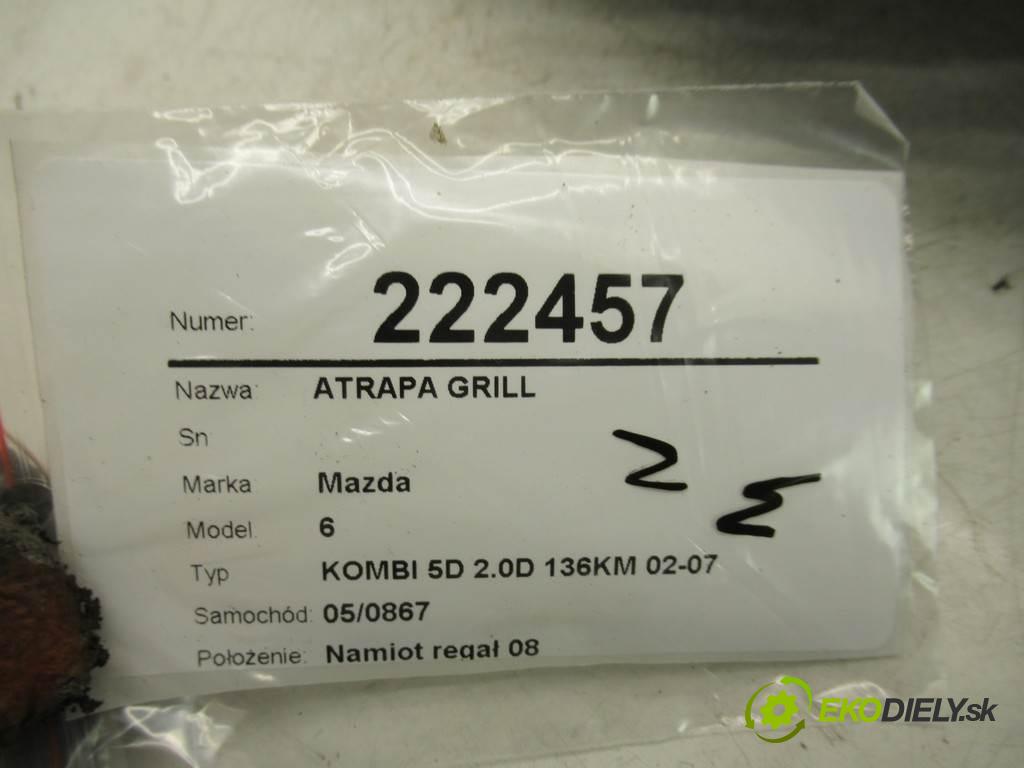 Numer: 222457
Nazwa: ATRAPA GRILL
Sn
Marka Mazda
Model 6
Typ KOMBI 5D 2.0D 136KM 02-07
Samochód: 05/0867
Położenie: Namiot regał 08
EKODIELY.sk